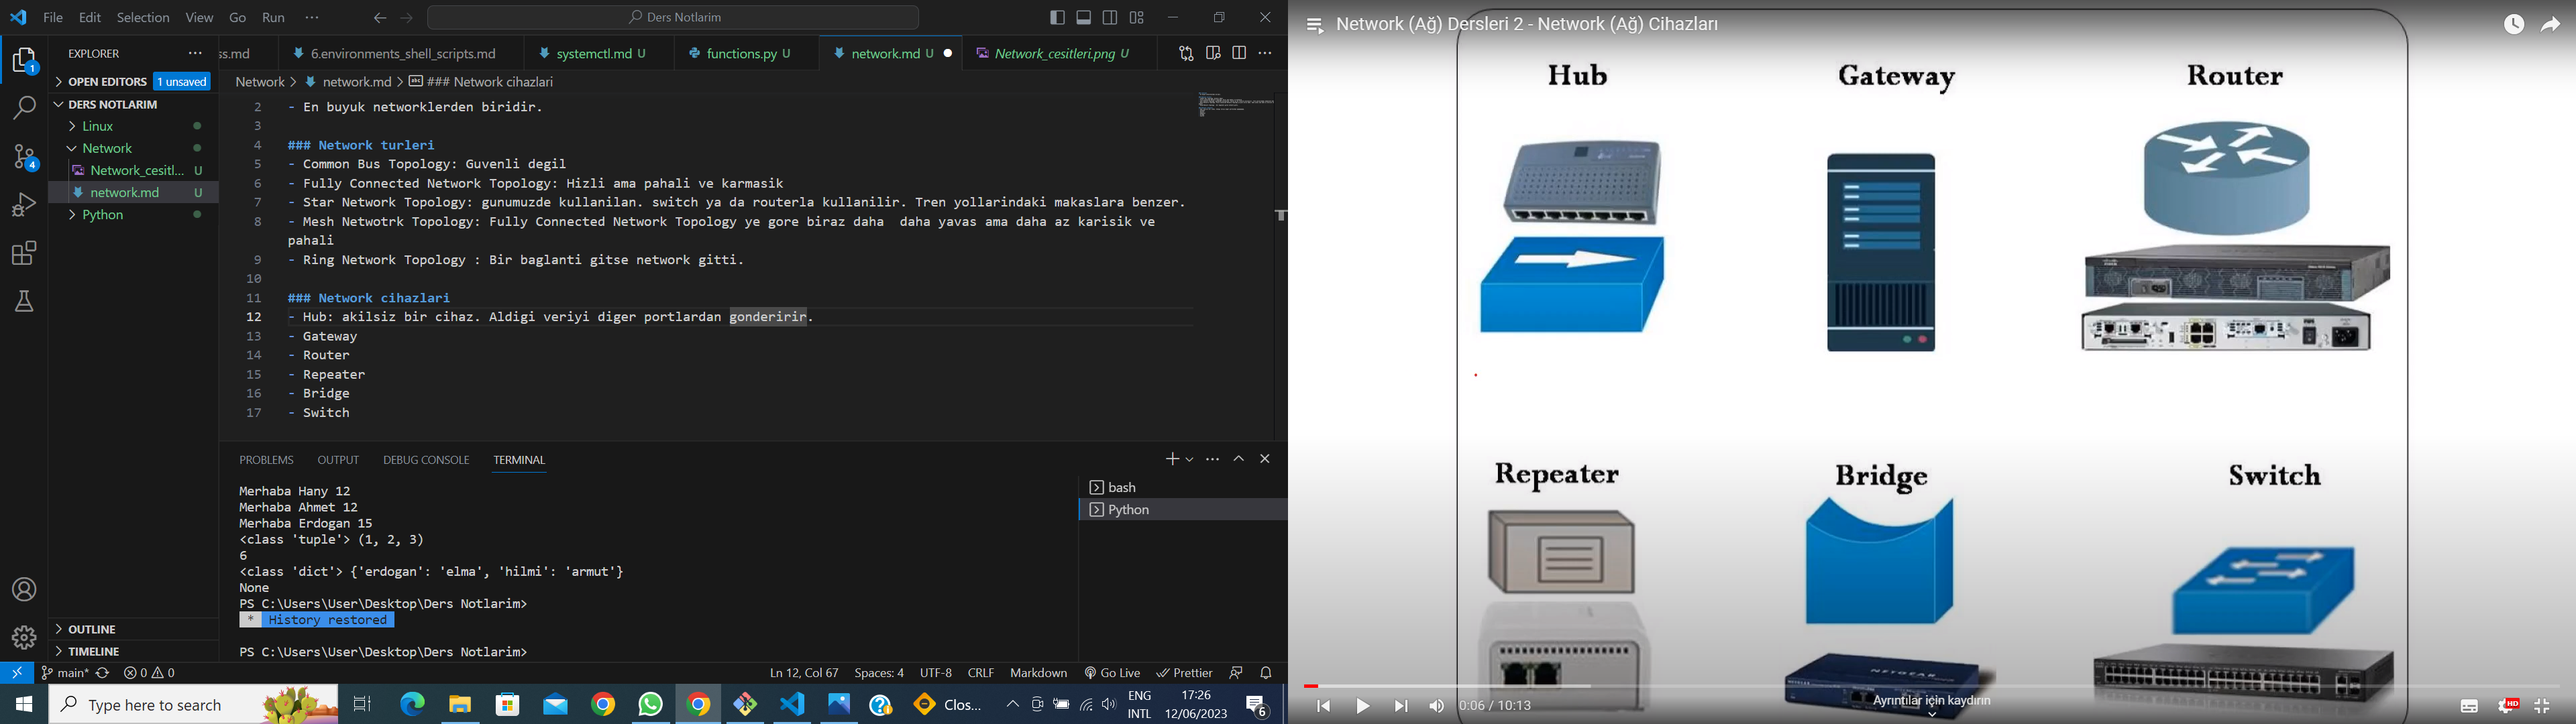 File Edit Selection View Go Run ...
Ders Notlarim
EXPLORER
OPEN EDITORS 1 unsaved
DERS NOTLARIM
Linux
Network
Network_cesitl... U
network.md U
Python
OUTLINE
TIMELINE
ss.md 6.environments_shell_scripts.md systemctl.md U functions.py U network.md U Network_cesitleri.png U
Network > network.md > ### Network cihazlari
2 - En buyuk networklerden biridir.
3
4 ### Network turleri
5 - Common Bus Topology: Guvenli degil
6 - Fully Connected Network Topology: Hizli ama pahali ve karmasik
7 - Star Network Topology: gunumuzde kullanilan. switch ya da routerla kullanilir. Tren yollarindaki makaslara benzer.
8 - Mesh Netwotrk Topology: Fully Connected Network Topology ye gore biraz daha  daha yavas ama daha az karisik ve
pahali
9 - Ring Network Topology : Bir baglanti gitse network gitti.
10
11 ### Network cihazlari
12 - Hub: akilsiz bir cihaz. Aldigi veriyi diger portlardan gonderirir.
13 - Gateway
14 - Router
15 - Repeater
16 - Bridge
17 - Switch
PROBLEMS OUTPUT DEBUG CONSOLE TERMINAL
Merhaba Hany 12
Merhaba Ahmet 12
Merhaba Erdogan 15
<class 'tuple'> (1, 2, 3)
6
<class 'dict'> {'erdogan': 'elma', 'hilmi': 'armut'}
None
PS C:\Users\User\Desktop\Ders Notlarim>
* History restored
PS C:\Users\User\Desktop\Ders Notlarim>
bash
Python
main* 0 0 Ln 12, Col 67 Spaces: 4 UTF-8 CRLF Markdown Go Live Prettier
Type here to search
Clos...
ENG
INTL
17:26
12/06/2023
6
Network (Ağ) Dersleri 2 - Network (Ağ) Cihazları
Hub Gateway Router
Repeater Bridge Switch
NETGEAR
0:06 / 10:13
Ayrıntılar için kaydırın
HD